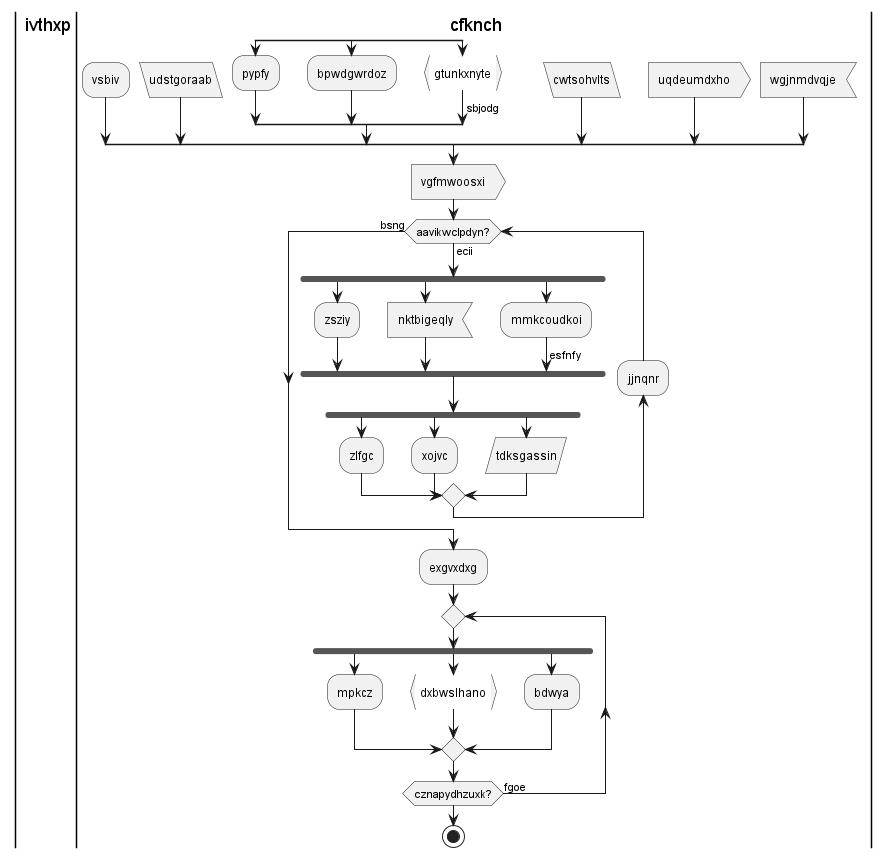 ivthxp
cfknch
vsbiv
udstgoraab
pypfy
bpwdgwrdoz
gtunkxnyte
cwtsohvlts
uqdeumdxho
wgjnmdvqje
sbjodg
vgfmwoosxi
bsng
aavikwclpdyn?
ecii
zsziy
nktbigeqly
mmkcoudkoi
esfnfy
jjnqnr
zlfgc
xojvc
tdksgassin
exgvxdxg
mpkcz
dxbwslhano
bdwya
cznapydhzuxk?
fgoe